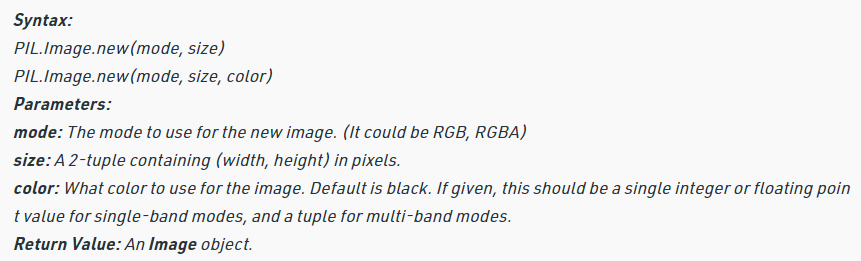 Syntax:
PIL.Image.new(mode, size)
PIL.Image.new(mode, size, color)
Parameters:
mode: The mode to use for the new image. (It could be RGB, RGBA)
size: A 2-tuple containing (width, height) in pixels.
color: What color to use for the image. Default is black. If given, this should be a single integer or floating poin
t value for single-band modes, and a tuple for multi-band modes.
Return Value: An Image object.